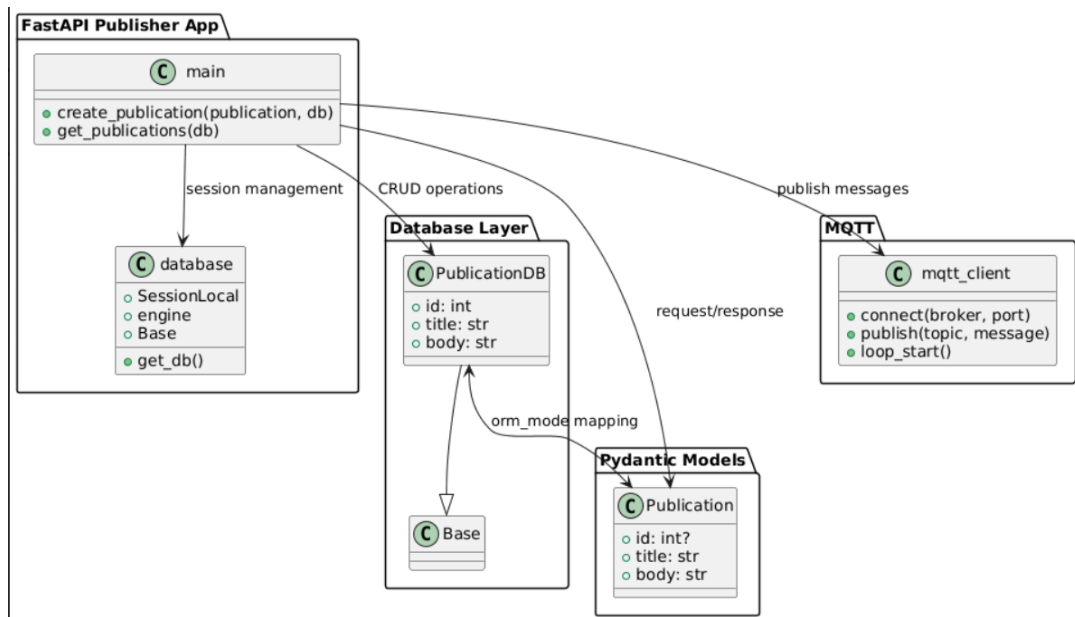 FastAPI Publisher App
C main
create_publication(publication, db)
get_publications(db)
session management
CRUD operations
publish messages
C database
SessionLocal
engine
Base
get_db()
Database Layer
C PublicationDB
id: int
title: str
body: str
MQTT
C mqtt_client
connect(broker, port)
publish(topic, message)
loop_start()
request/response
orm_mode mapping
C Base
Pydantic Models
C Publication
id: int?
title: str
body: str